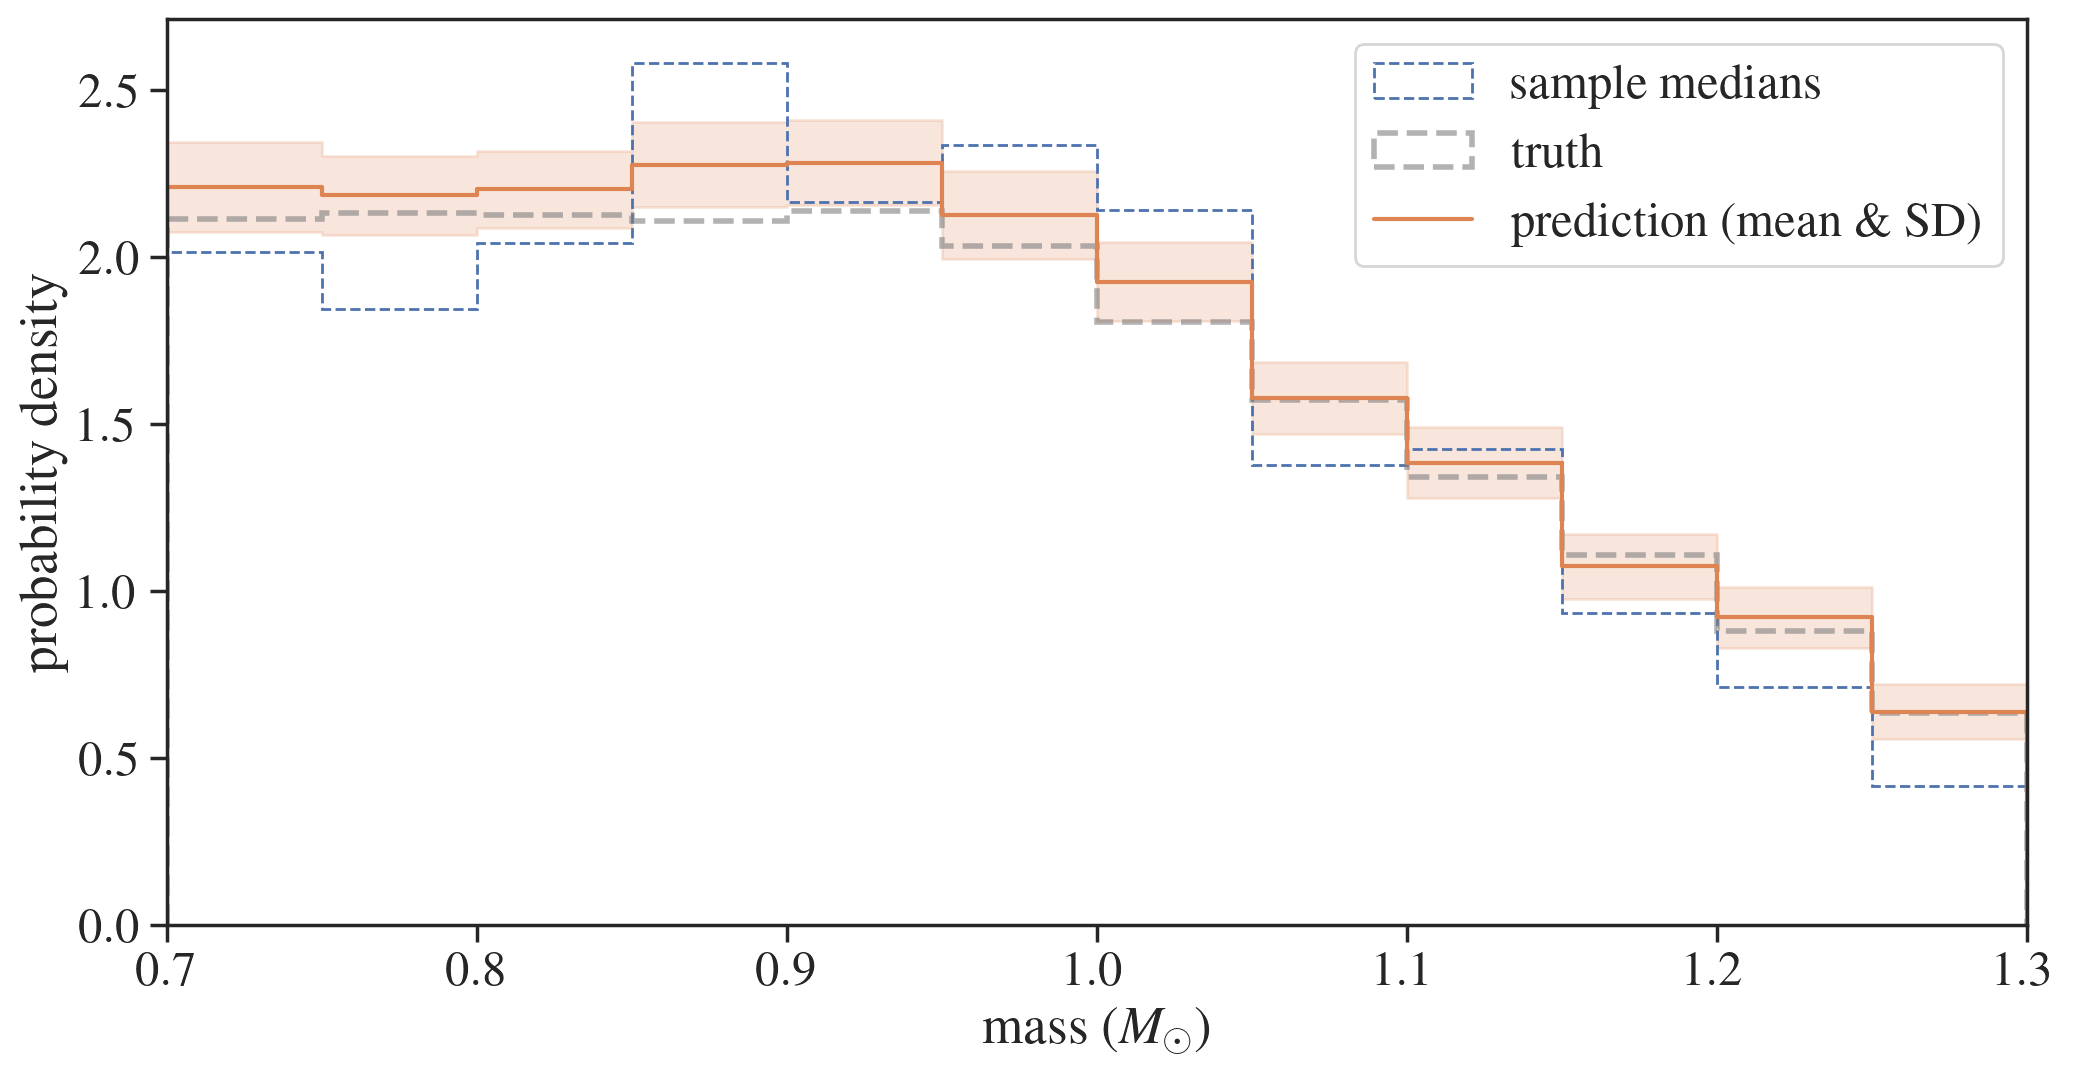 sample medians
truth
prediction (mean & SD)
probability density
2.5
2.0
1.5
1.0
0.5
0.0
0.7 0.8 0.9 1.0 1.1 1.2 1.3
mass (M☉)